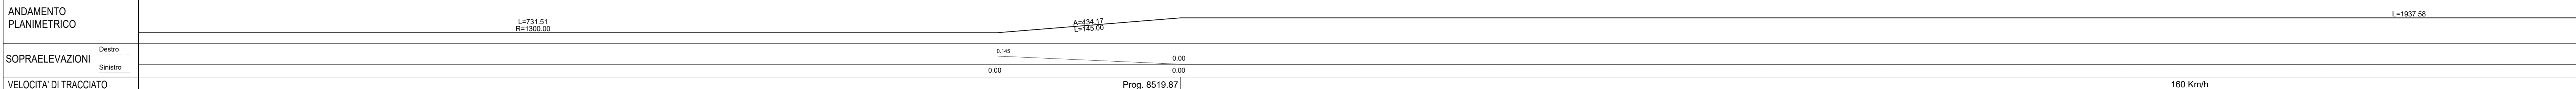 ANDAMENTO
PLANIMETRICO
L=731.51
R=1300.00
A=434.17
L=145.00
L=1937.58
SOPRAELEVAZIONI
Destro
Sinistro
0.145
0.00
0.00
0.00
VELOCITA' DI TRACCIATO
Prog. 8519.87
160 Km/h